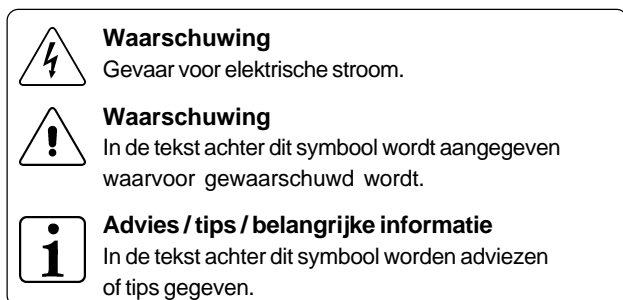 Waarschuwing
Gevaar voor elektrische stroom.
Waarschuwing
In de tekst achter dit symbool wordt aangegeven
waarvoor gewaarschuwd wordt.
Advies / tips / belangrijke informatie
In de tekst achter dit symbool worden adviezen
of tips gegeven.